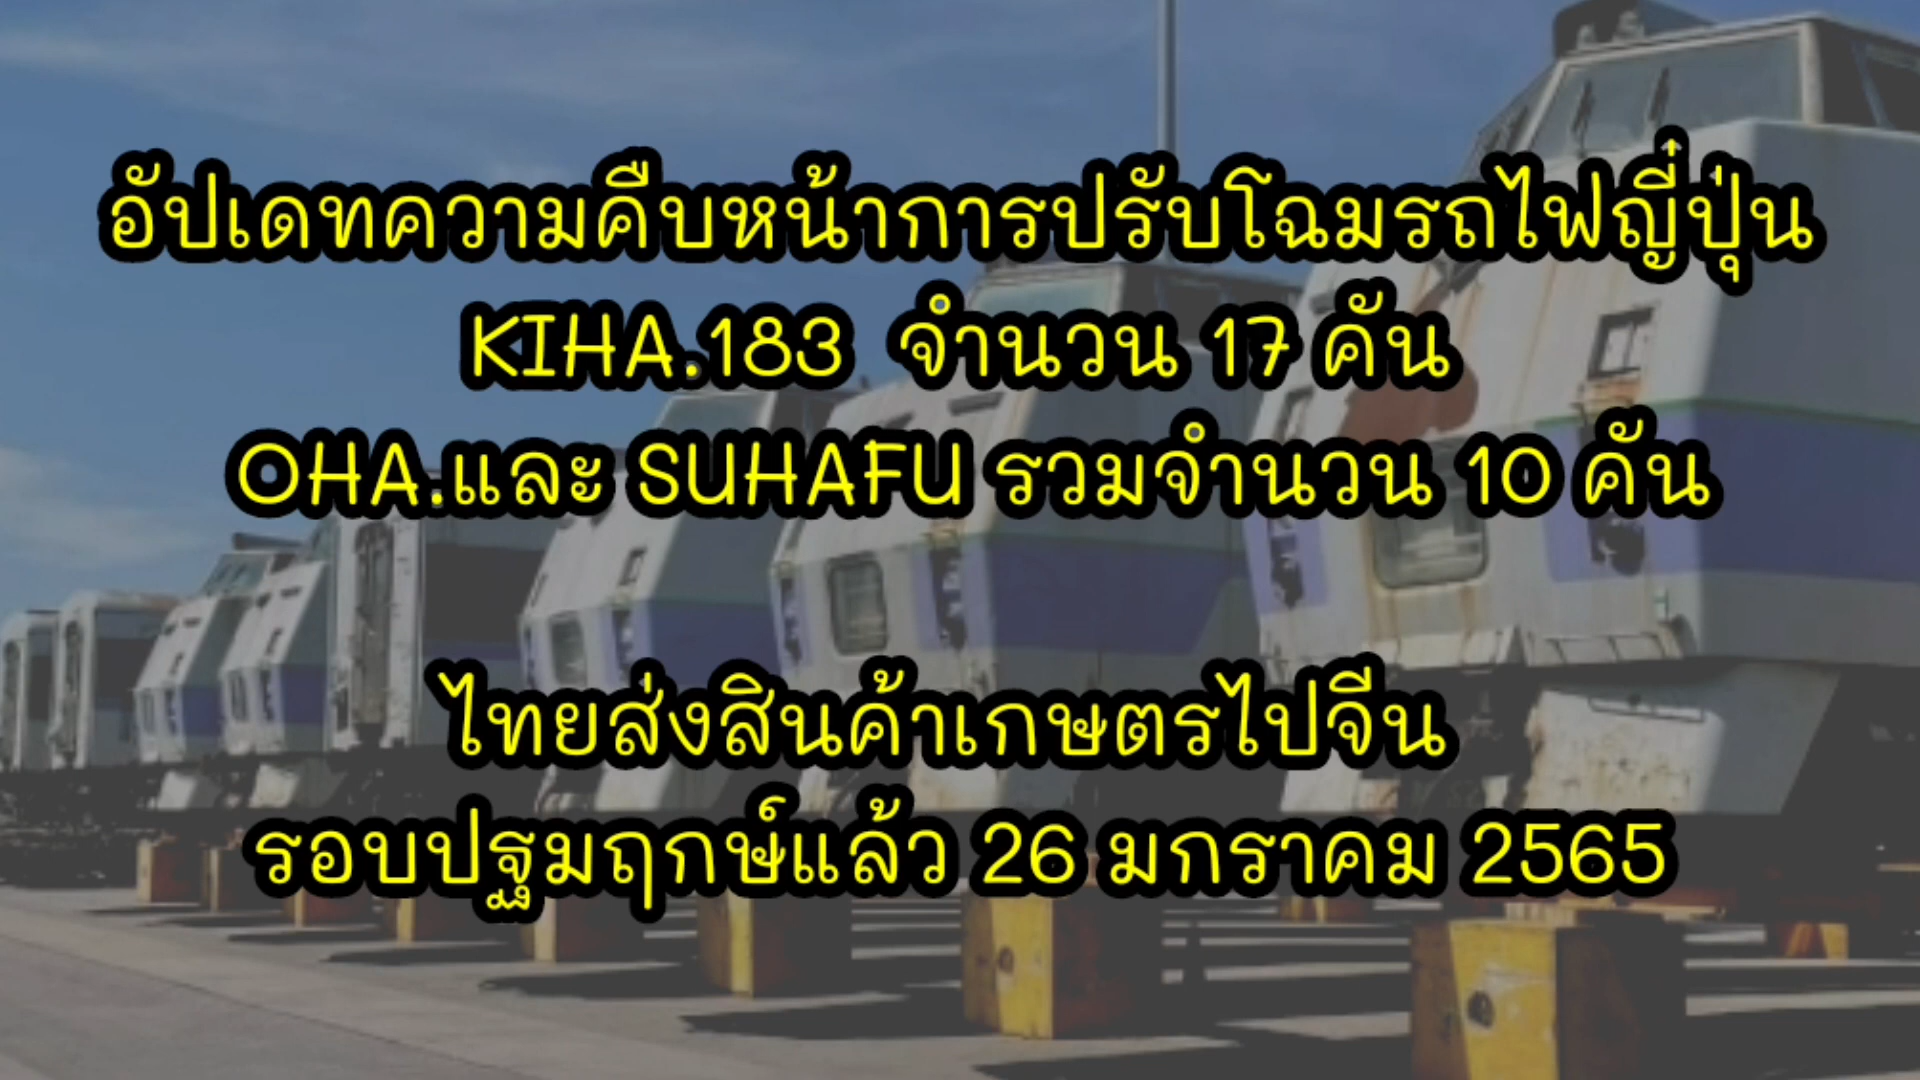 อัปเดทความคืบหน้าการปรับโฉมรถไฟญี่ปุ่น
KIHA.183 จำนวน 17 คัน
OHA.และ SUHAFU รวมจำนวน 10 คัน
ไทยส่งสินค้าเกษตรไปจีน
รอบปฐมฤกษ์แล้ว 26 มกราคม 2565